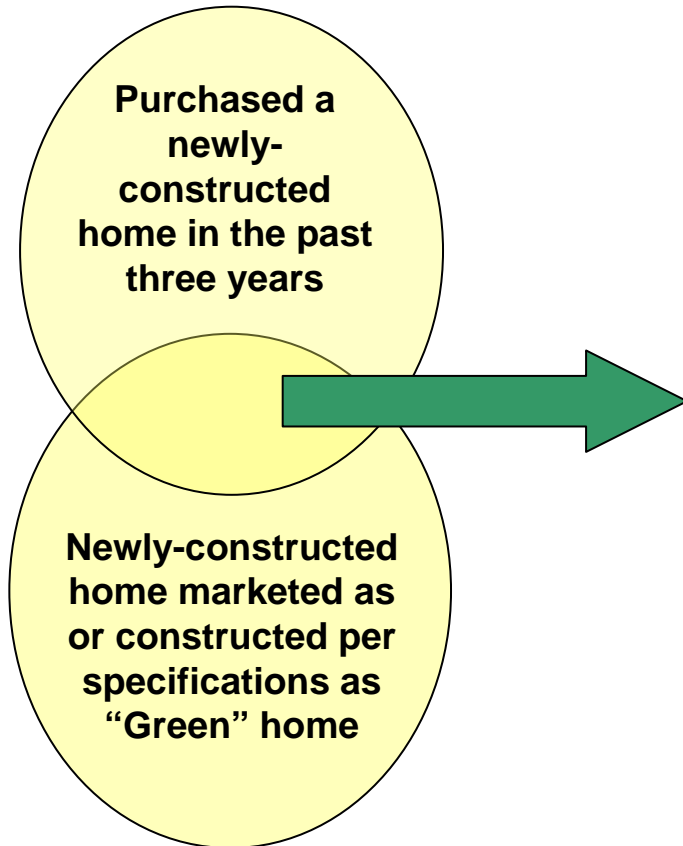 Purchased a
newly-
constructed
home in the past
three years
Newly-constructed
home marketed as
or constructed per
specifications as
“Green” home